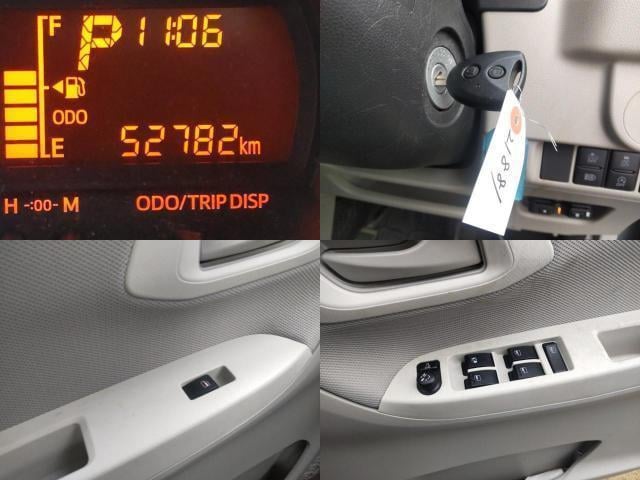 F
P 11:06
ODO
E 52782km
H -:00- M ODO/TRIP DISP